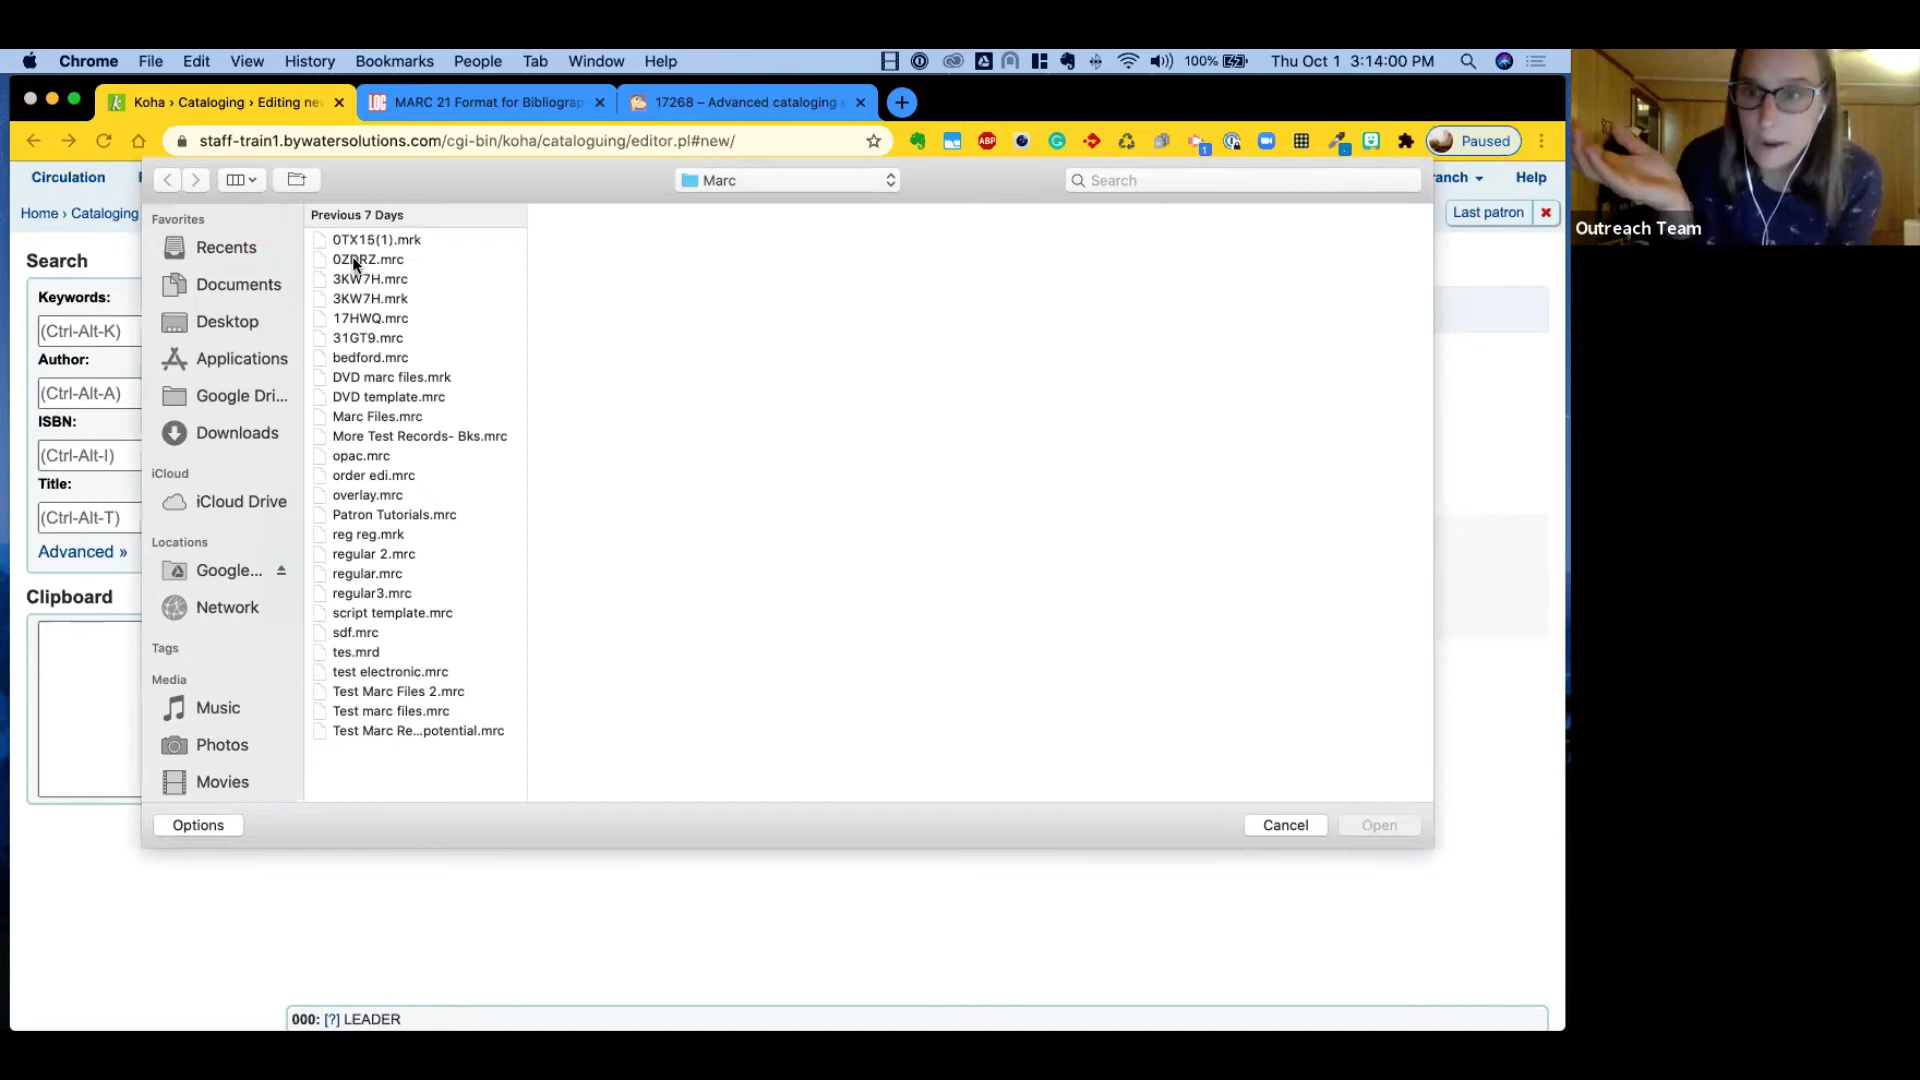 Chrome File Edit View History Bookmarks People Tab Window Help 100% Thu Oct 1 3:14:00 PM
Koha › Cataloging › Editing ne MARC 21 Format for Bibliograp 17268 – Advanced cataloging
staff-train1.bywatersolutions.com/cgi-bin/koha/cataloguing/editor.pl#new/ ABP 1 Paused
Circulation Marc Search ranch Help
Home › Cataloging Last patron
Outreach Team
Search
Keywords:
(Ctrl-Alt-K)
Author:
(Ctrl-Alt-A)
ISBN:
(Ctrl-Alt-I)
Title:
(Ctrl-Alt-T)
Advanced »
Clipboard
Favorites
Recents
Documents
Desktop
Applications
Google Dri...
Downloads
iCloud
iCloud Drive
Locations
Google...
Network
Tags
Media
Music
Photos
Movies
Previous 7 Days
0TX15(1).mrk
0ZDRZ.mrc
3KW7H.mrc
3KW7H.mrk
17HWQ.mrc
31GT9.mrc
bedford.mrc
DVD marc files.mrk
DVD template.mrc
Marc Files.mrc
More Test Records- Bks.mrc
opac.mrc
order edi.mrc
overlay.mrc
Patron Tutorials.mrc
reg reg.mrk
regular 2.mrc
regular.mrc
regular3.mrc
script template.mrc
sdf.mrc
tes.mrd
test electronic.mrc
Test Marc Files 2.mrc
Test marc files.mrc
Test Marc Re...potential.mrc
Options Cancel Open
000: [?] LEADER